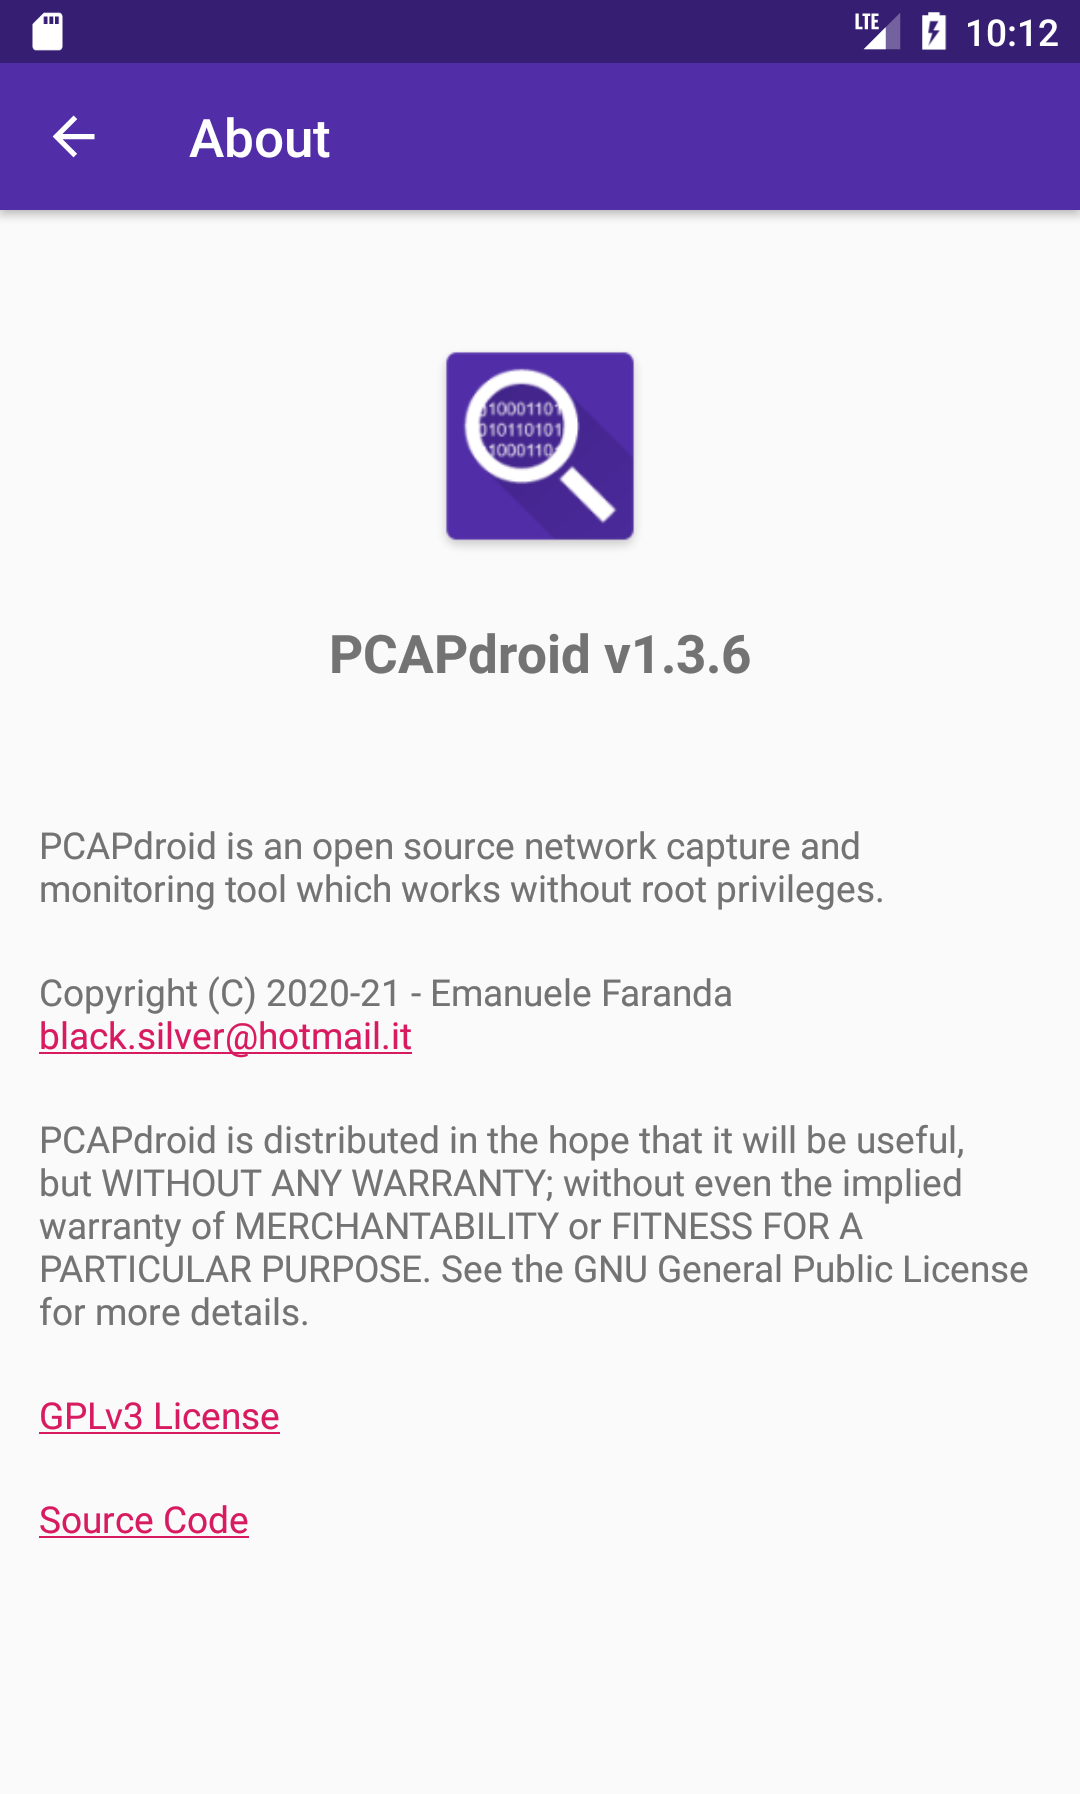 LTE 10:12
About
010001101
010110101
10001101
PCAPdroid v1.3.6
PCAPdroid is an open source network capture and
monitoring tool which works without root privileges.
Copyright (C) 2020-21 - Emanuele Faranda
black.silver@hotmail.it
PCAPdroid is distributed in the hope that it will be useful,
but WITHOUT ANY WARRANTY; without even the implied
warranty of MERCHANTABILITY or FITNESS FOR A
PARTICULAR PURPOSE. See the GNU General Public License
for more details.
GPLv3 License
Source Code